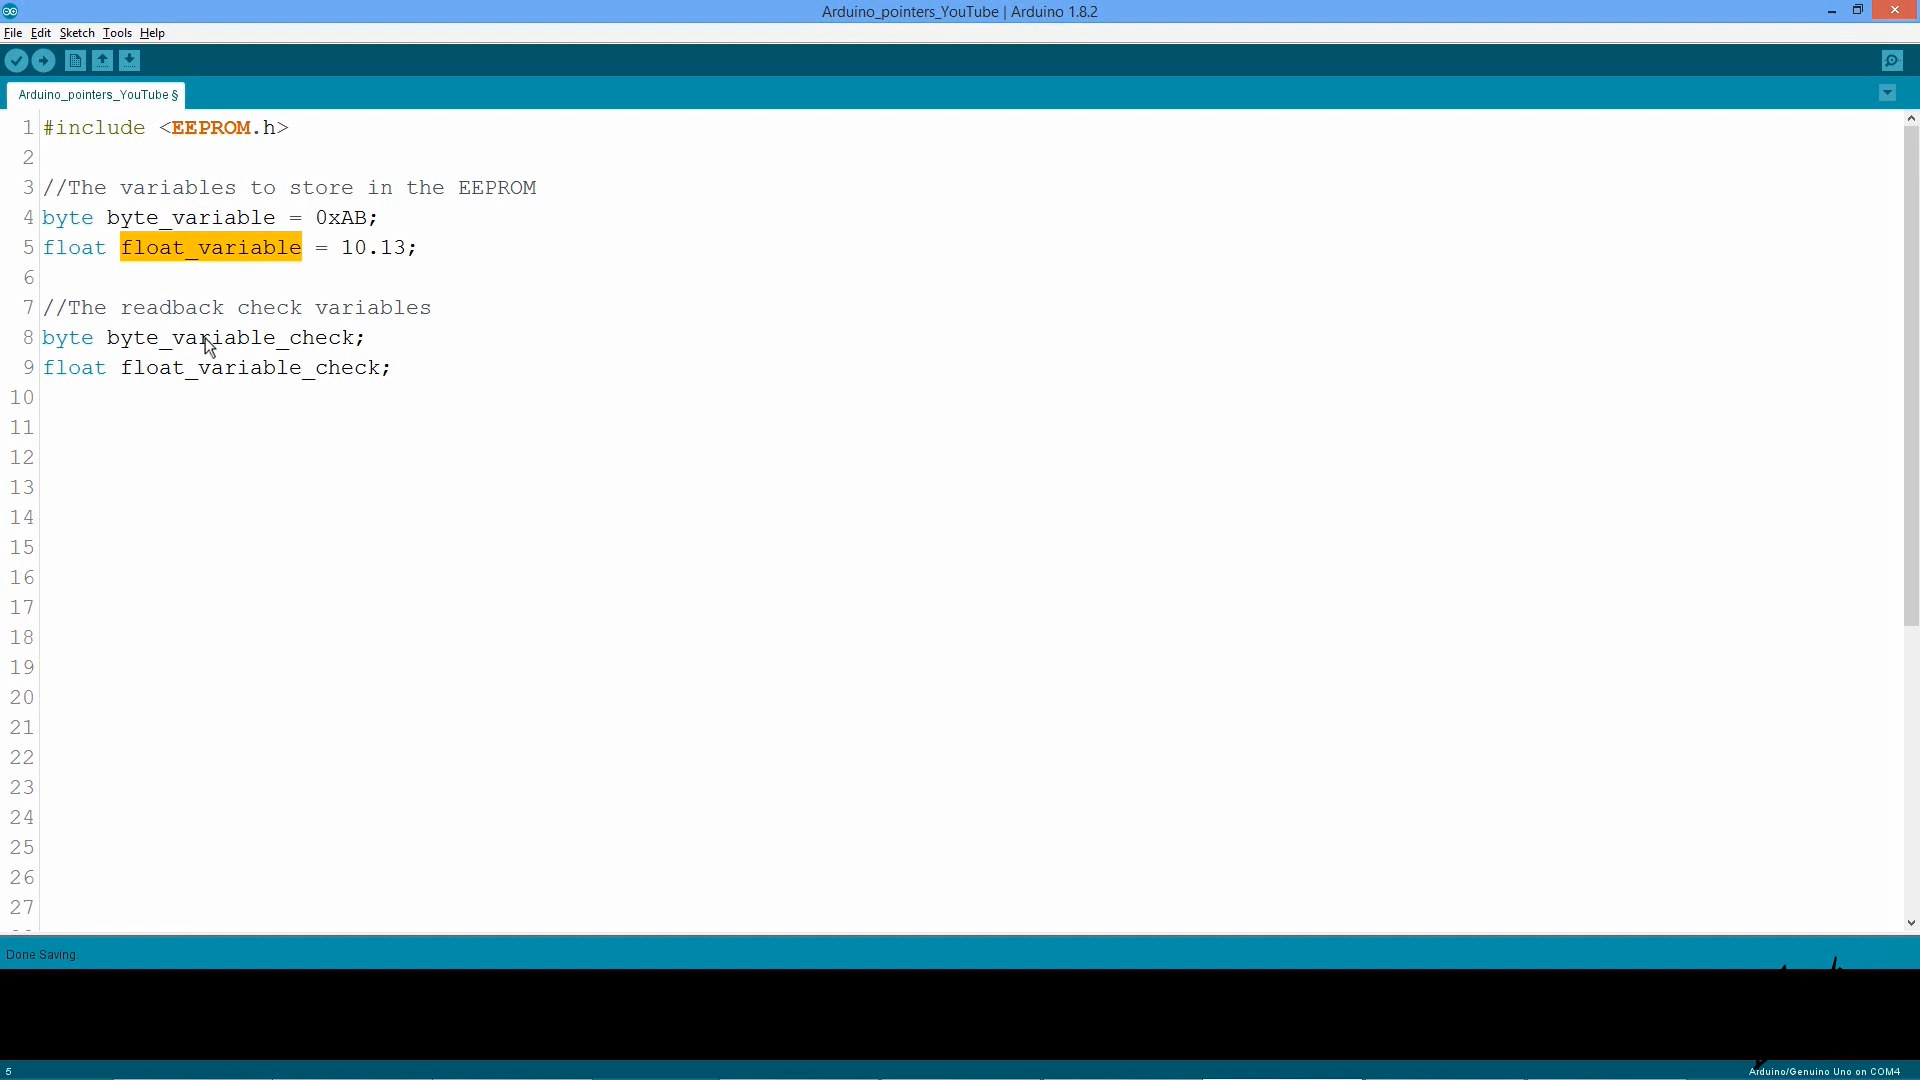 Arduino_pointers_YouTube | Arduino 1.8.2
File Edit Sketch Tools Help
Arduino_pointers_YouTube §
1 #include <EEPROM.h>
2
3 //The variables to store in the EEPROM
4 byte byte_variable = 0xAB;
5 float float_variable = 10.13;
6
7 //The readback check variables
8 byte byte_variable_check;
9 float float_variable_check;
10
11
12
13
14
15
16
17
18
19
20
21
22
23
24
25
26
27
Done Saving.
5 Arduino/Genuino Uno on COM4